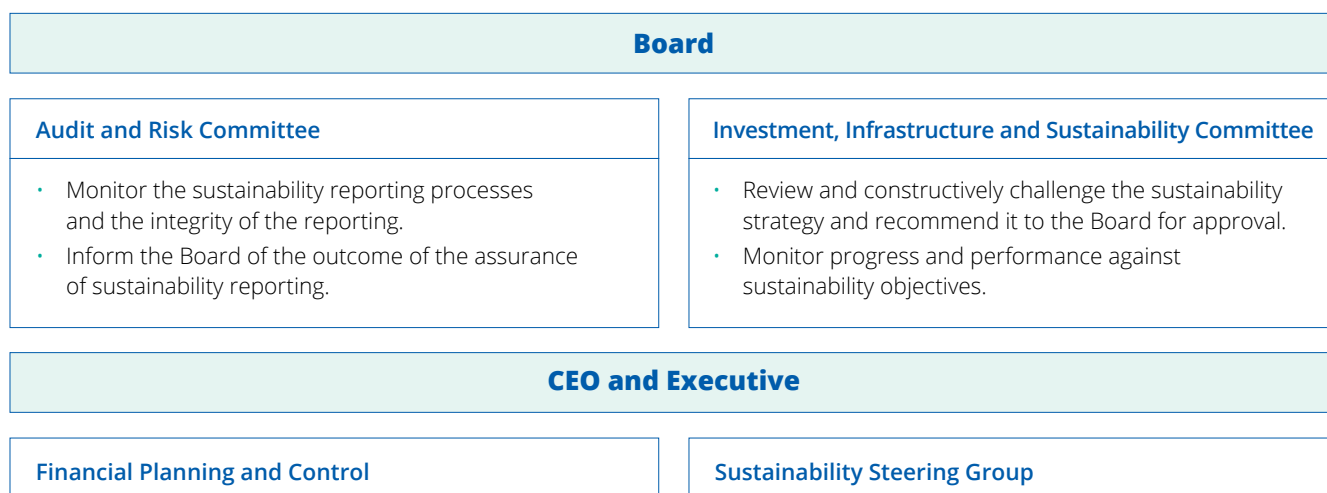 Board
Audit and Risk Committee
• Monitor the sustainability reporting processes
and the integrity of the reporting.
• Inform the Board of the outcome of the assurance
of sustainability reporting.
Investment, Infrastructure and Sustainability Committee
• Review and constructively challenge the sustainability
strategy and recommend it to the Board for approval.
• Monitor progress and performance against
sustainability objectives.
CEO and Executive
Financial Planning and Control
Sustainability Steering Group